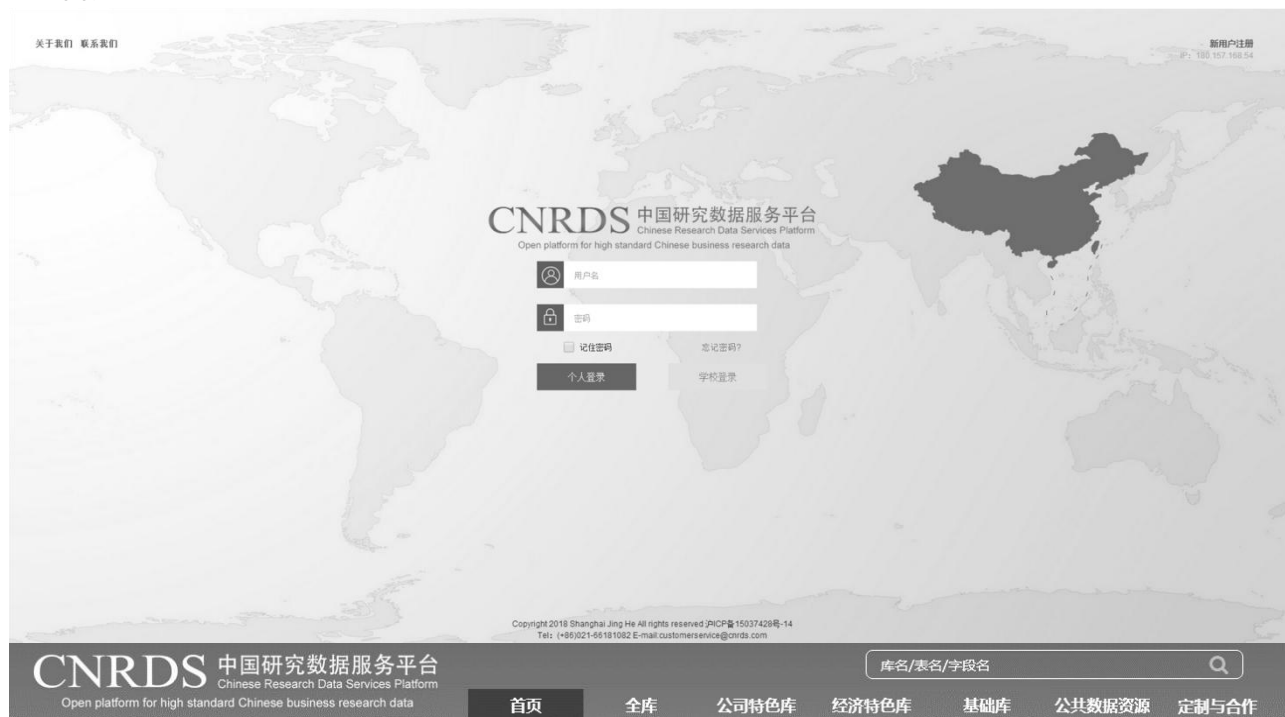 关于我们 联系我们
新用户注册
IP: 180.157.168.54
CNRDS 中国研究数据服务平台
Chinese Research Data Services Platform
Open platform for high standard Chinese business research data
用户名
密码
记住密码 忘记密码?
个人登录 学校登录
Copyright 2018 Shanghai Jing He All rights reserved 沪ICP备15037428号-14
Tel: (+86)021-66181082 E-mail:customerservice@cnrds.com
CNRDS 中国研究数据服务平台
Chinese Research Data Services Platform
Open platform for high standard Chinese business research data
库名/表名/字段名
首页 全库 公司特色库 经济特色库 基础库 公共数据资源 定制与合作